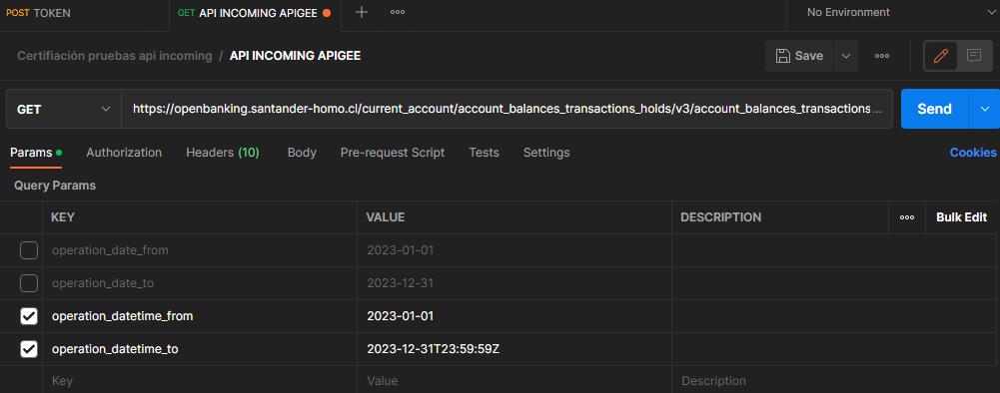 POST TOKEN GET API INCOMING APIGEE No Environment
Certifiación pruebas api incoming / API INCOMING APIGEE Save
GET https://openbanking.santander-homo.cl/current_account/account_balances_transactions_holds/v3/account_balances_transactions... Send
Params Authorization Headers (10) Body Pre-request Script Tests Settings Cookies
Query Params
KEY VALUE DESCRIPTION Bulk Edit
operation_date_from 2023-01-01
operation_date_to 2023-12-31
operation_datetime_from 2023-01-01
operation_datetime_to 2023-12-31T23:59:59Z
Key Value Description